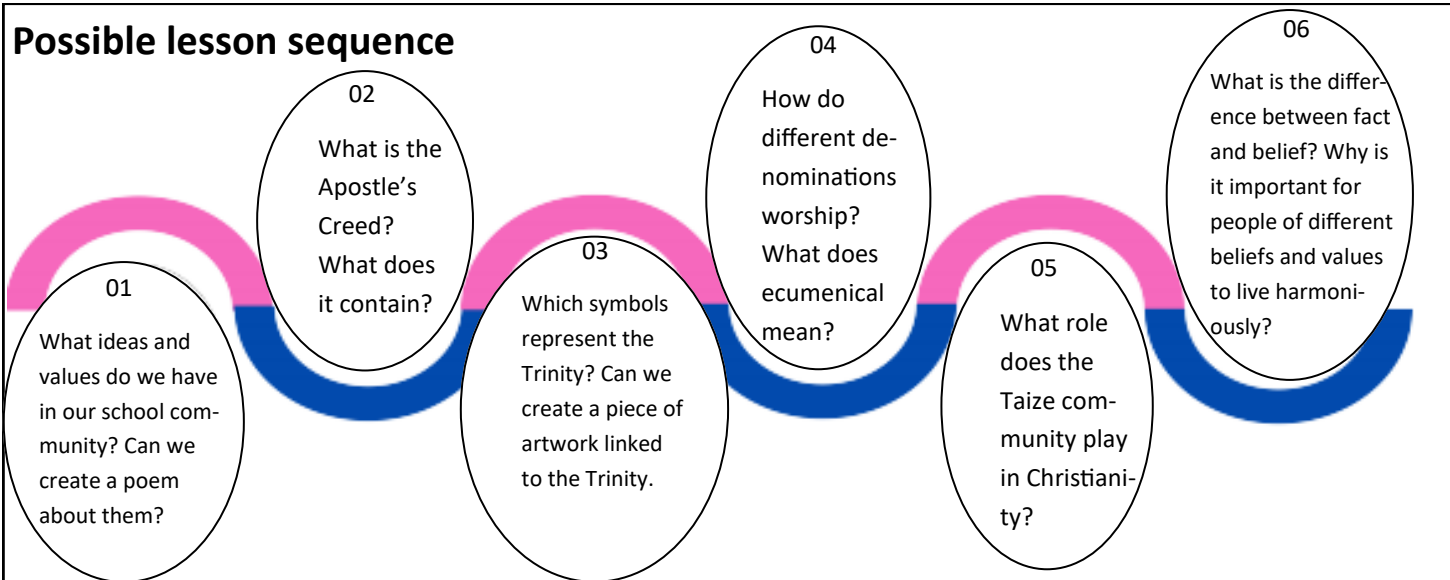 Possible lesson sequence
01
What ideas and
values do we have
in our school com-
munity? Can we
create a poem
about them?
02
What is the
Apostle’s
Creed?
What does
it contain?
03
Which symbols
represent the
Trinity? Can we
create a piece of
artwork linked
to the Trinity.
04
How do
different de-
nominations
worship?
What does
ecumenical
mean?
05
What role
does the
Taize com-
munity play
in Christiani-
ty?
06
What is the differ-
ence between fact
and belief? Why is
it important for
people of different
beliefs and values
to live harmoni-
ously?